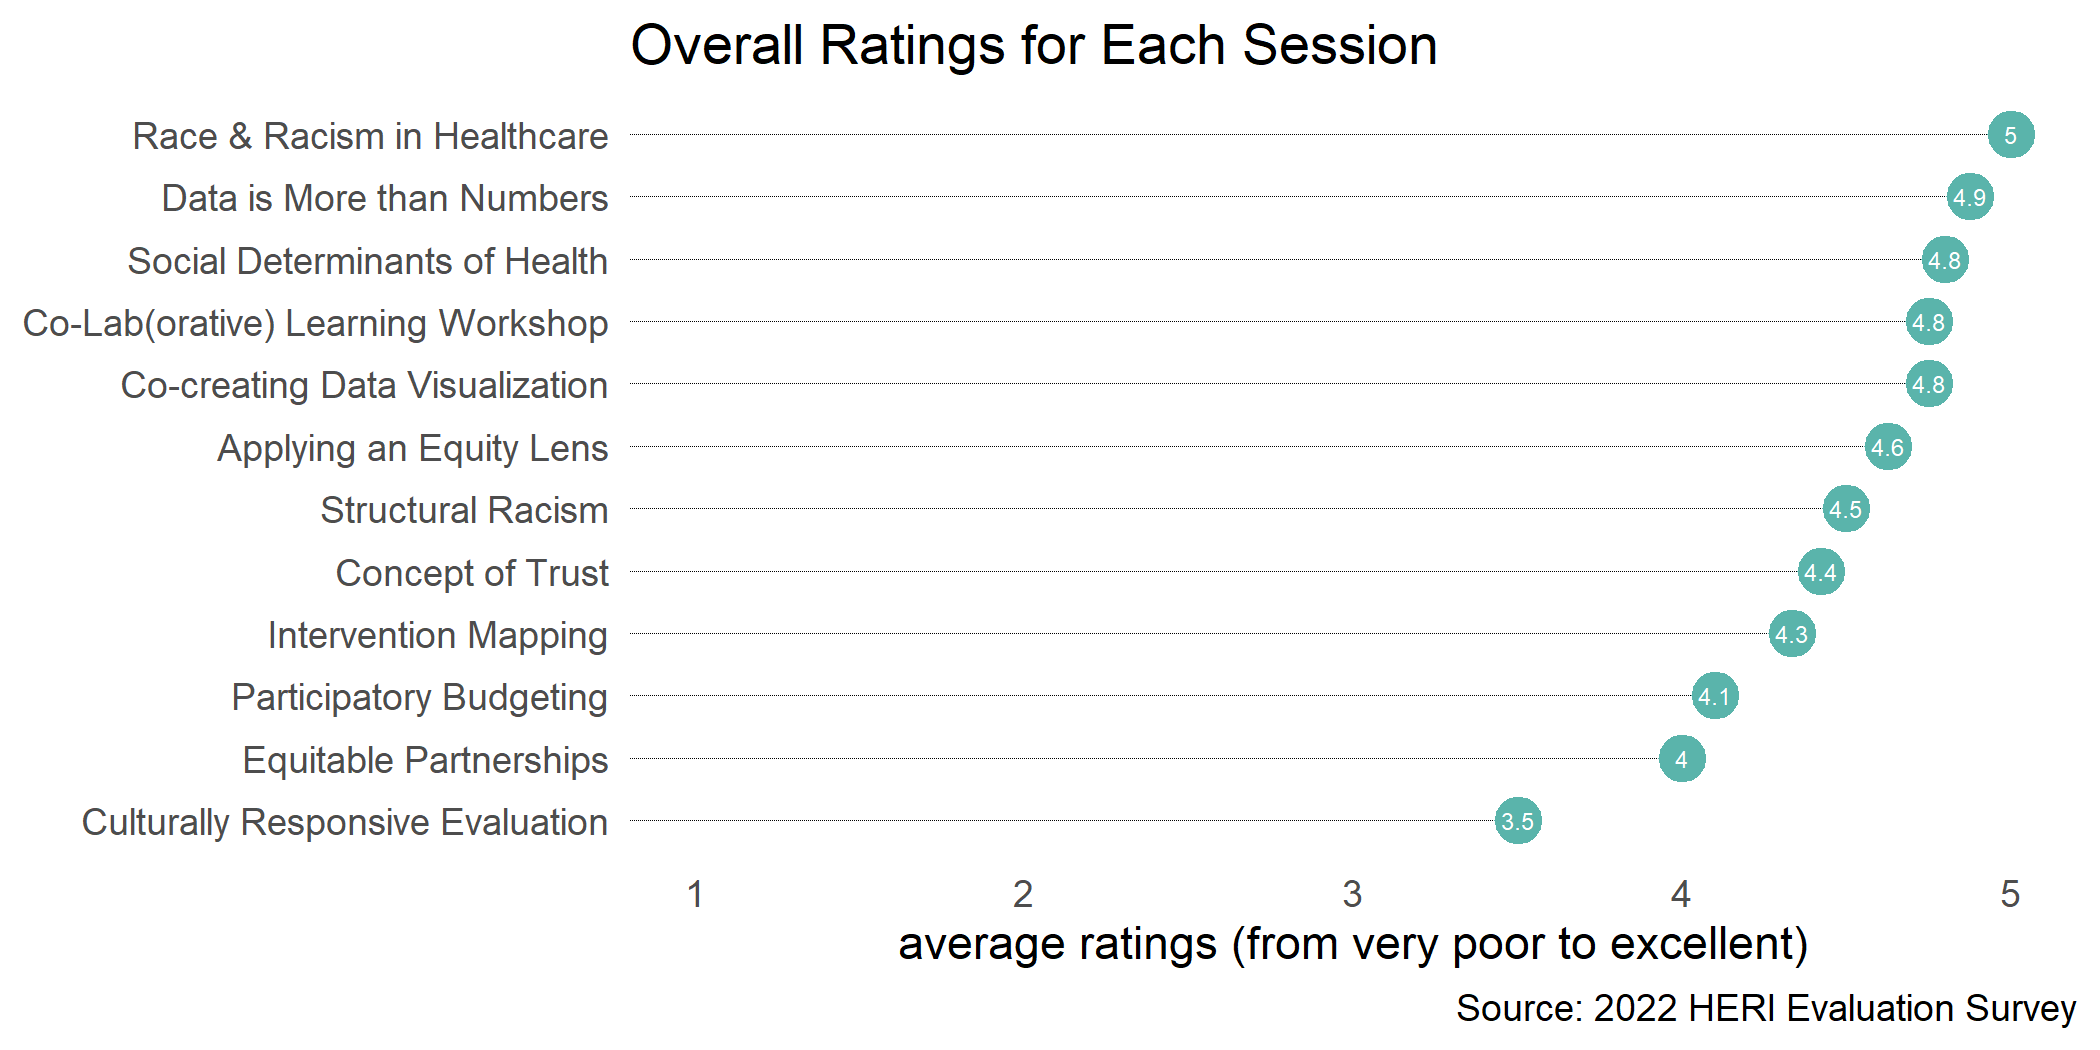 Overall Ratings for Each Session
Race & Racism in Healthcare 5
Data is More than Numbers 4.9
Social Determinants of Health 4.8
Co-Lab(orative) Learning Workshop 4.8
Co-creating Data Visualization 4.8
Applying an Equity Lens 4.6
Structural Racism 4.5
Concept of Trust 4.4
Intervention Mapping 4.3
Participatory Budgeting 4.1
Equitable Partnerships 4
Culturally Responsive Evaluation 3.5
1 2 3 4 5
average ratings (from very poor to excellent)
Source: 2022 HERI Evaluation Survey